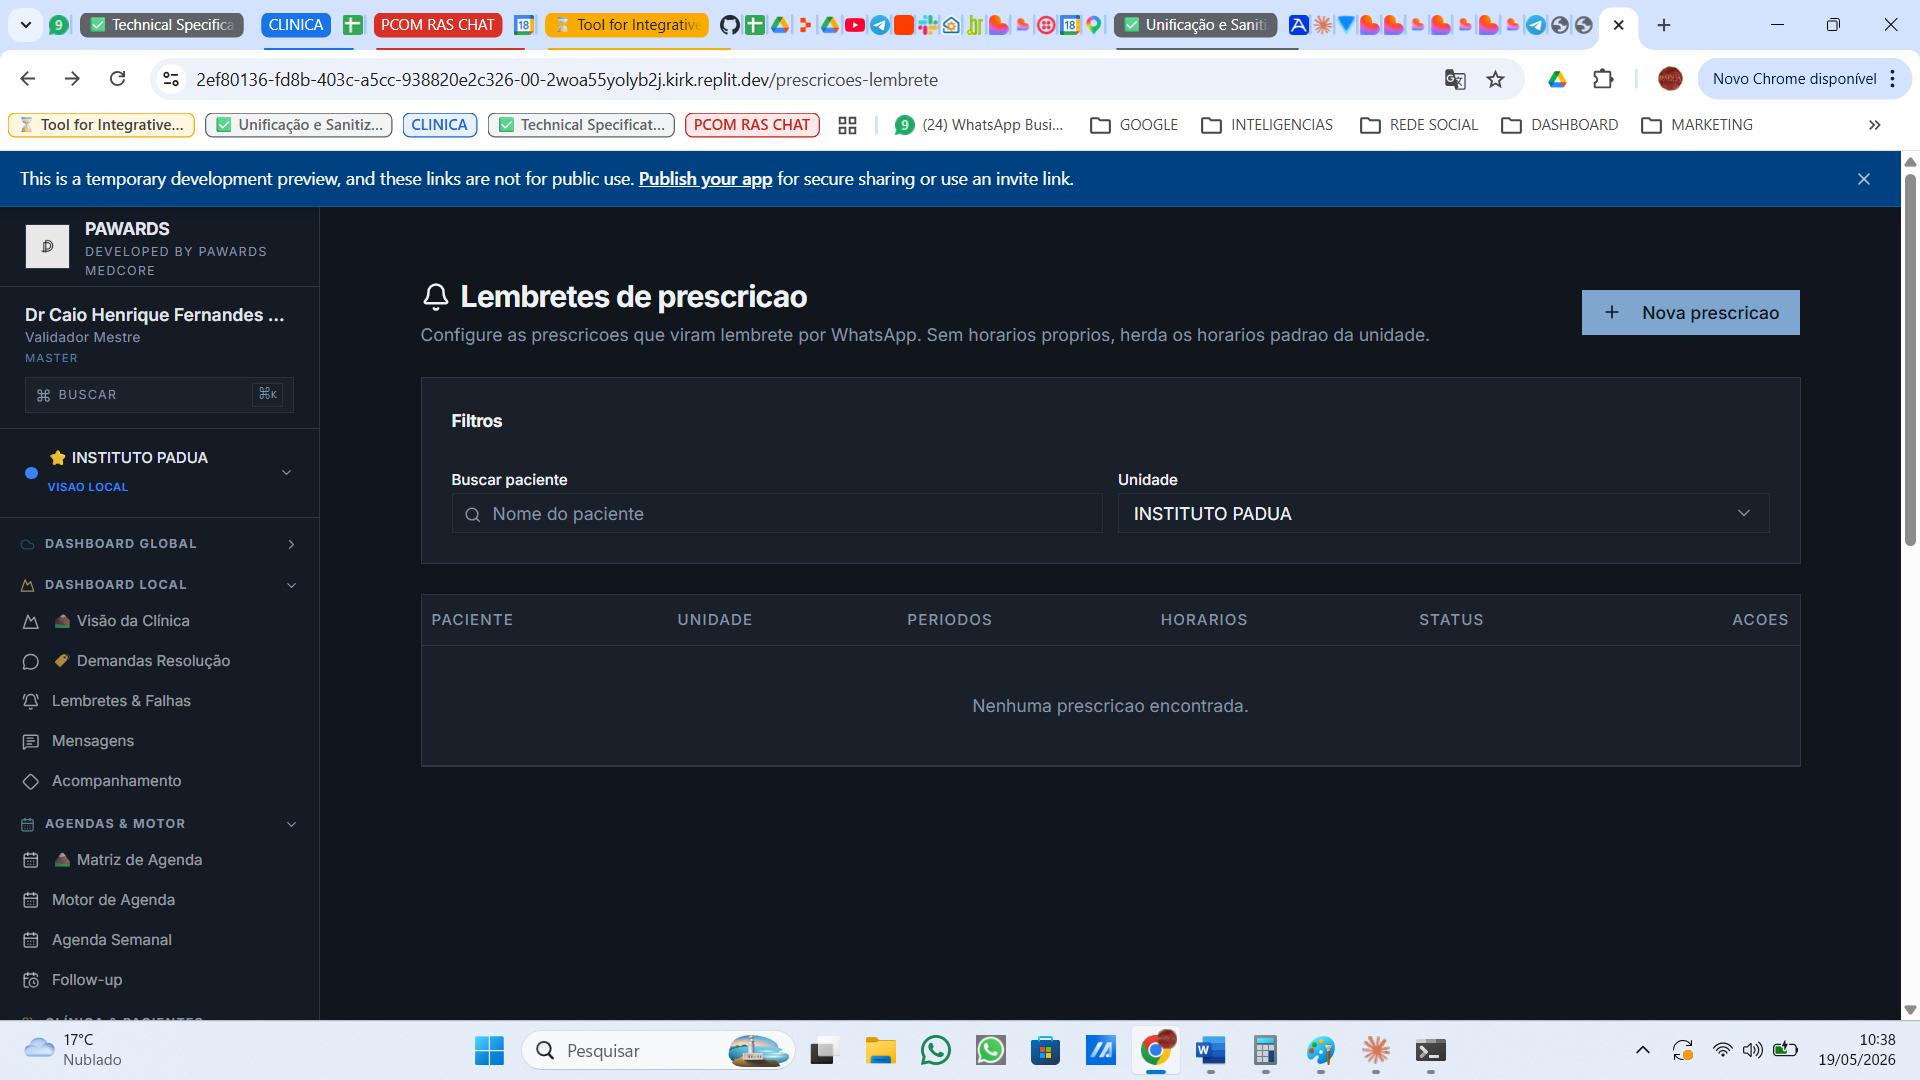 Technical Specifica
CLINICA
PCOM RAS CHAT
Tool for Integrative
Unificação e Saniti
2ef80136-fd8b-403c-a5cc-938820e2c326-00-2woa55yolyb2j.kirk.replit.dev/prescricoes-lembrete
Novo Chrome disponível
Tool for Integrative...
Unificação e Sanitiz...
CLINICA
Technical Specificat...
PCOM RAS CHAT
(24) WhatsApp Busi...
GOOGLE
INTELIGENCIAS
REDE SOCIAL
DASHBOARD
MARKETING
This is a temporary development preview, and these links are not for public use. Publish your app for secure sharing or use an invite link.
PAWARDS
DEVELOPED BY PAWARDS
MEDCORE
Dr Caio Henrique Fernandes ...
Validador Mestre
MASTER
BUSCAR
⌘K
INSTITUTO PADUA
VISAO LOCAL
DASHBOARD GLOBAL
DASHBOARD LOCAL
Visão da Clínica
Demandas Resolução
Lembretes & Falhas
Mensagens
Acompanhamento
AGENDAS & MOTOR
Matriz de Agenda
Motor de Agenda
Agenda Semanal
Follow-up
CLÍNICA & PACIENTES
Lembretes de prescricao
Configure as prescricoes que viram lembrete por WhatsApp. Sem horarios proprios, herda os horarios padrao da unidade.
+ Nova prescricao
Filtros
Buscar paciente
Nome do paciente
Unidade
INSTITUTO PADUA
PACIENTE UNIDADE PERIODOS HORARIOS STATUS ACOES
Nenhuma prescricao encontrada.
17°C
Nublado
Pesquisar
10:38
19/05/2026